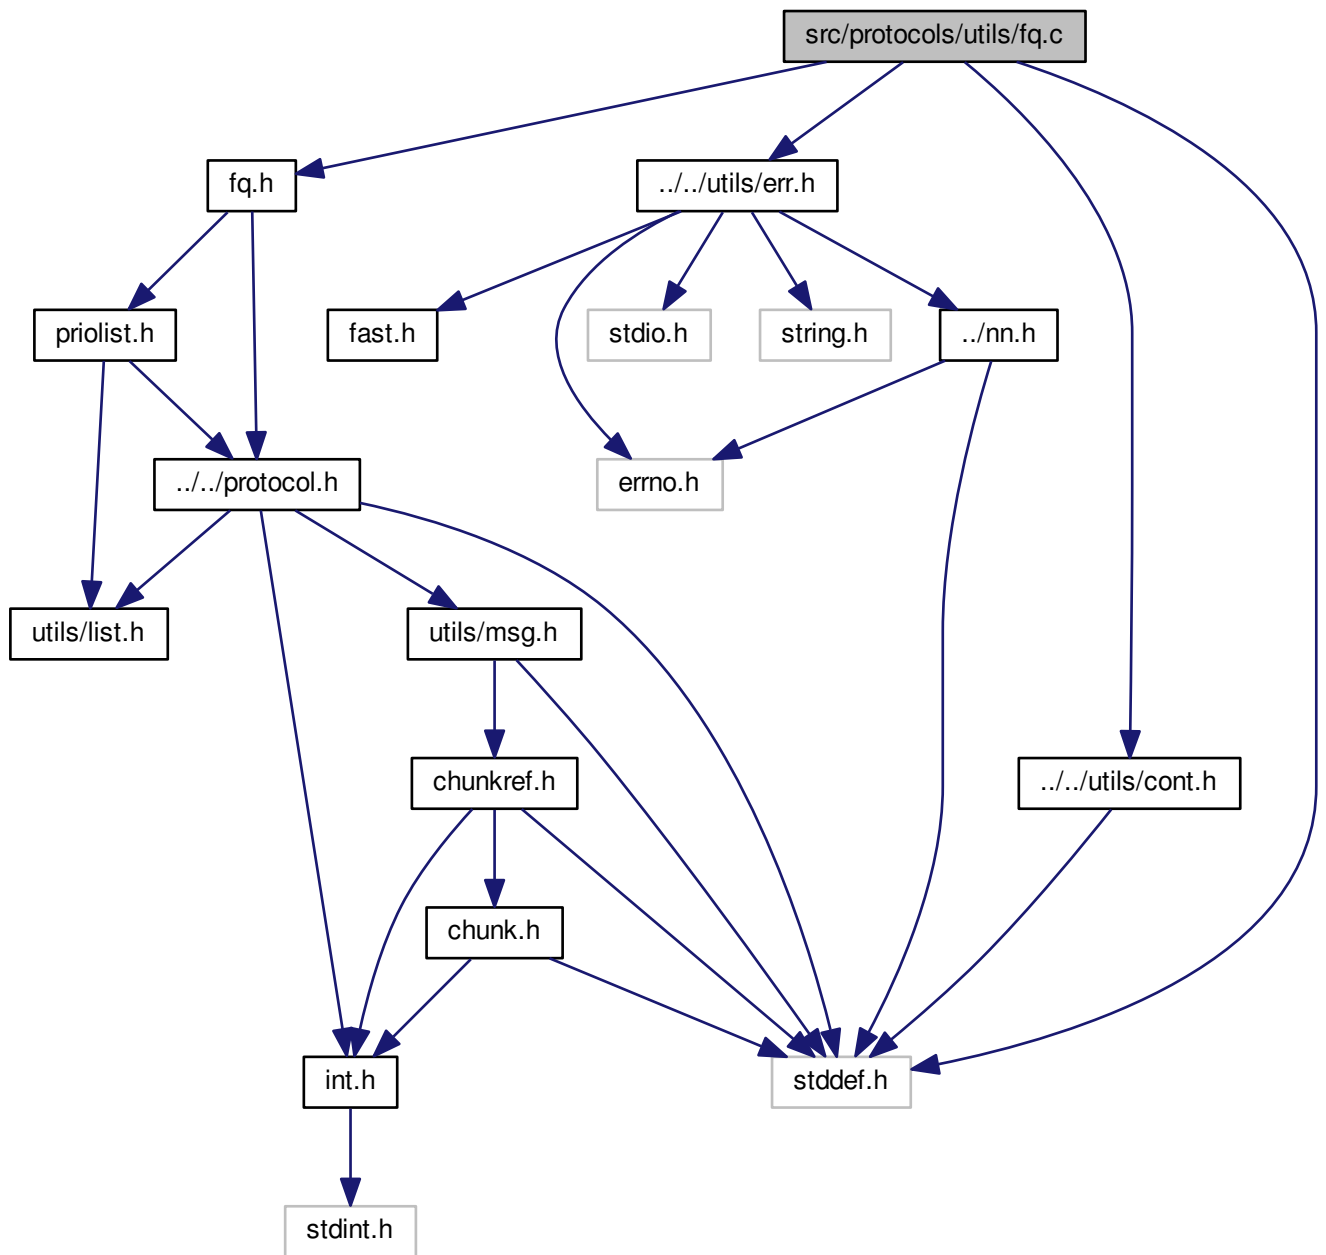 src/protocols/utils/fq.c
fq.h
../../utils/err.h
priolist.h
fast.h
stdio.h
string.h
../nn.h
../../protocol.h
errno.h
utils/list.h
utils/msg.h
chunkref.h
../../utils/cont.h
chunk.h
int.h
stddef.h
stdint.h